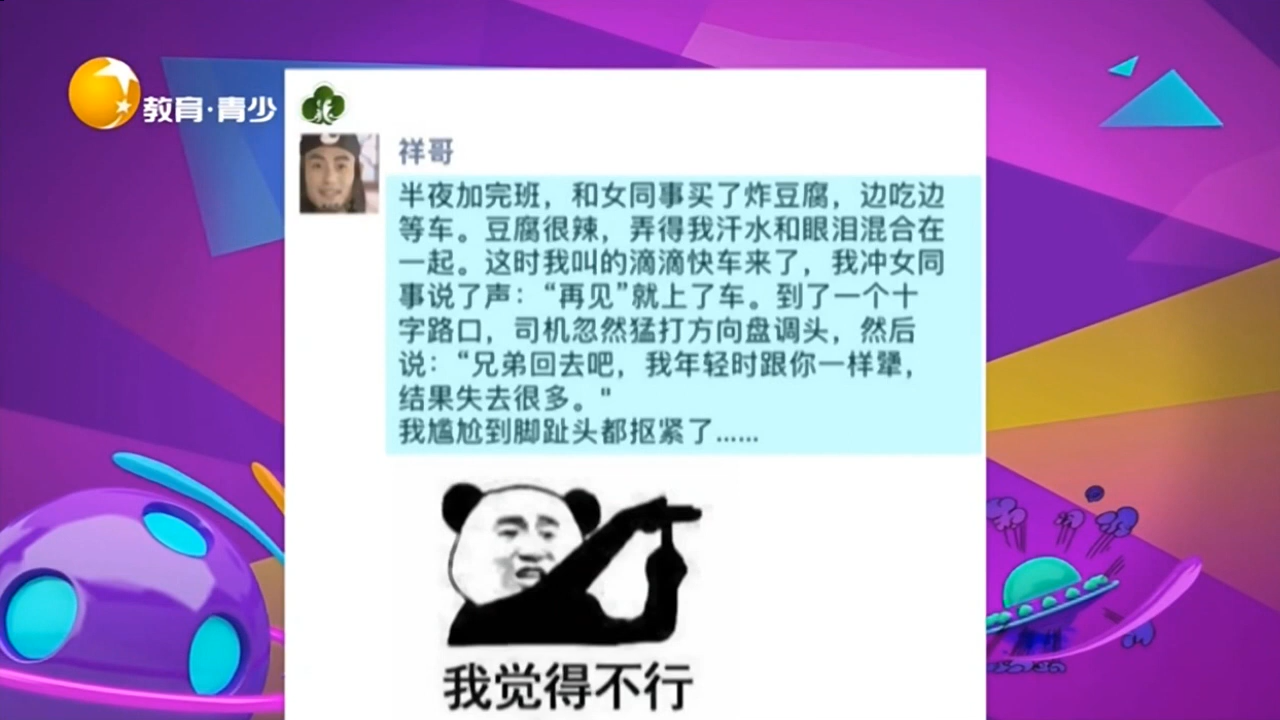 教育·青少
祥哥
半夜加完班，和女同事买了炸豆腐，边吃边
等车。豆腐很辣，弄得我汗水和眼泪混合在
一起。这时我叫的滴滴快车来了，我冲女同
事说了声：“再见”就上了车。到了一个十
字路口，司机忽然猛打方向盘调头，然后
说：“兄弟回去吧，我年轻时跟你一样犟，
结果失去很多。"
我尴尬到脚趾头都抠紧了......
我觉得不行